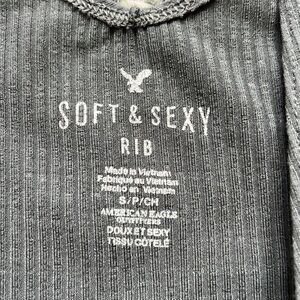 SOFT & SEXY
RIB
Made in Vietnam
Fabriqué au Viêtnam
Hecho en Vietnam
S/P/CH
AMERICAN EAGLE
OUTFITTERS
DOUX ET SEXY
TISSU CÔTELÉ